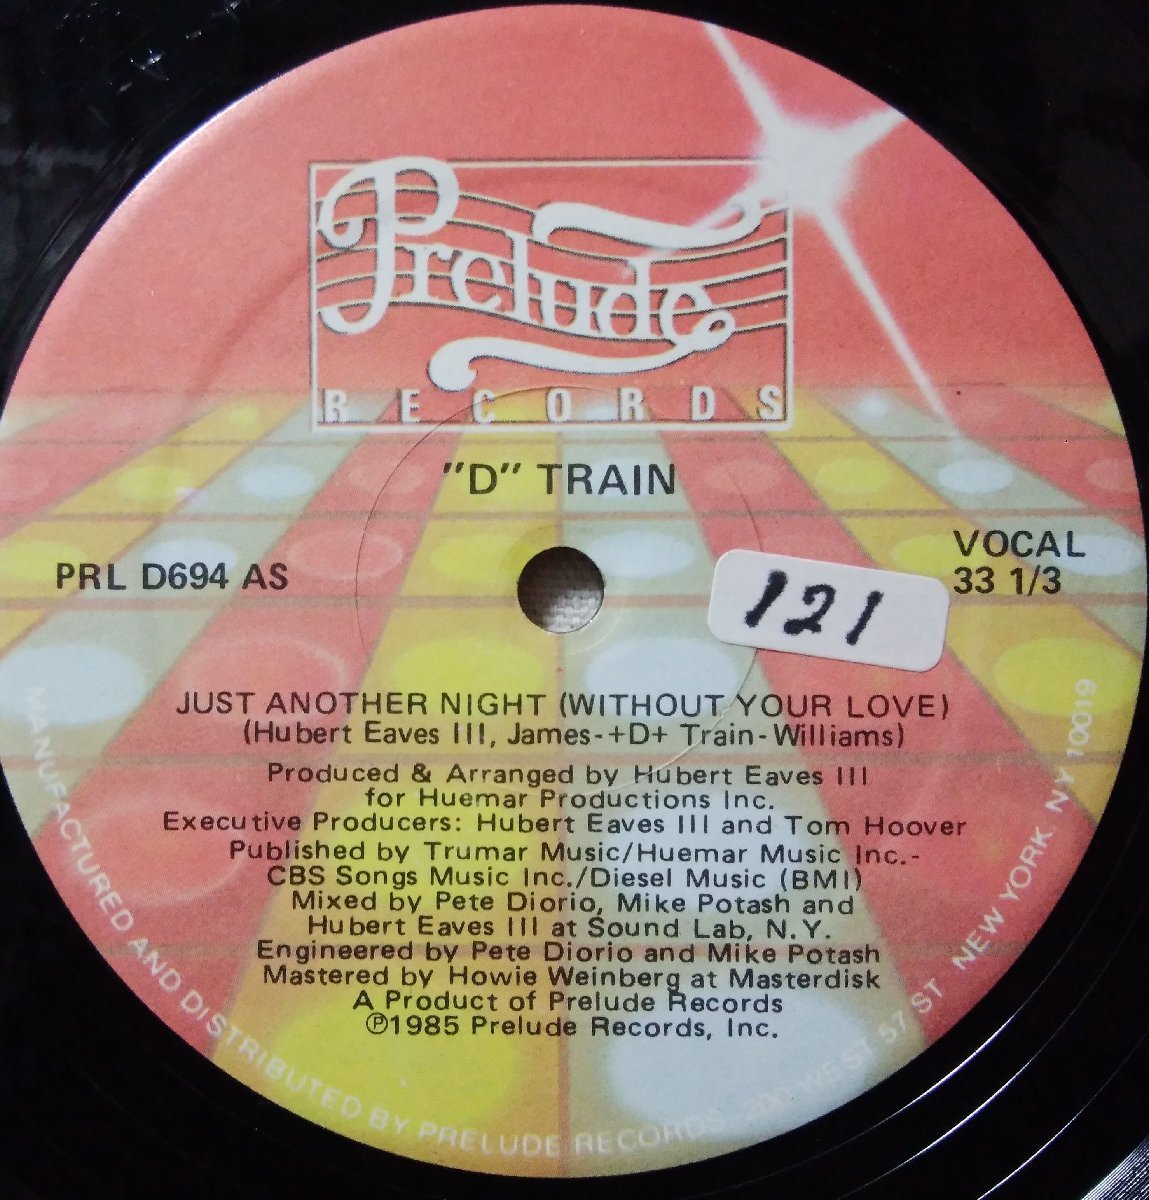 Prelude
RECORDS
"D" TRAIN
PRL D694 AS
VOCAL
33 1/3
121
JUST ANOTHER NIGHT (WITHOUT YOUR LOVE)
(Hubert Eaves III, James-+D+ Train-Williams)
Produced & Arranged by Hubert Eaves III
for Huemar Productions Inc.
Executive Producers: Hubert Eaves III and Tom Hoover
Published by Trumar Music/Huemar Music Inc.-
CBS Songs Music Inc./Diesel Music (BMI)
Mixed by Pete Diorio, Mike Potash and
Hubert Eaves III at Sound Lab, N.Y.
Engineered by Pete Diorio and Mike Potash
Mastered by Howie Weinberg at Masterdisk
A Product of Prelude Records
℗1985 Prelude Records, Inc.
MANUFACTURED AND DISTRIBUTED BY PRELUDE RECORDS, 200 WEST 57 ST NEW YORK, NY 10019